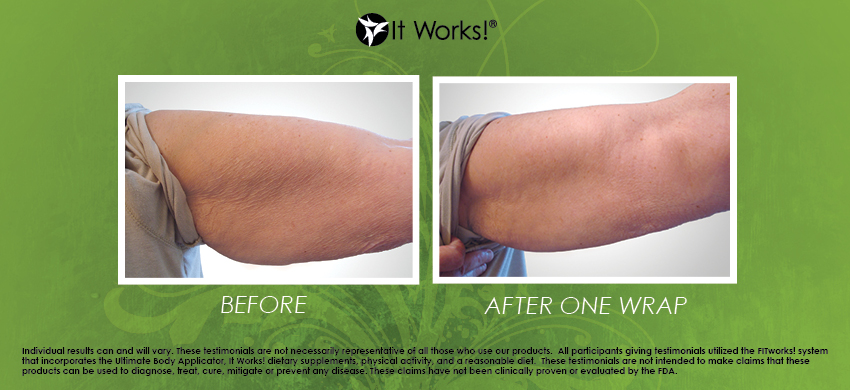 It Works!®
BEFORE
AFTER ONE WRAP
Individual results can and will vary. These testimonials are not necessarily representative of all those who use our products.  All participants giving testimonials utilized the FITworks! system
that incorporates the Ultimate Body Applicator, It Works! dietary supplements, physical activity, and a reasonable diet.  These testimonials are not intended to make claims that these
products can be used to diagnose, treat, cure, mitigate or prevent any disease. These claims have not been clinically proven or evaluated by the FDA.